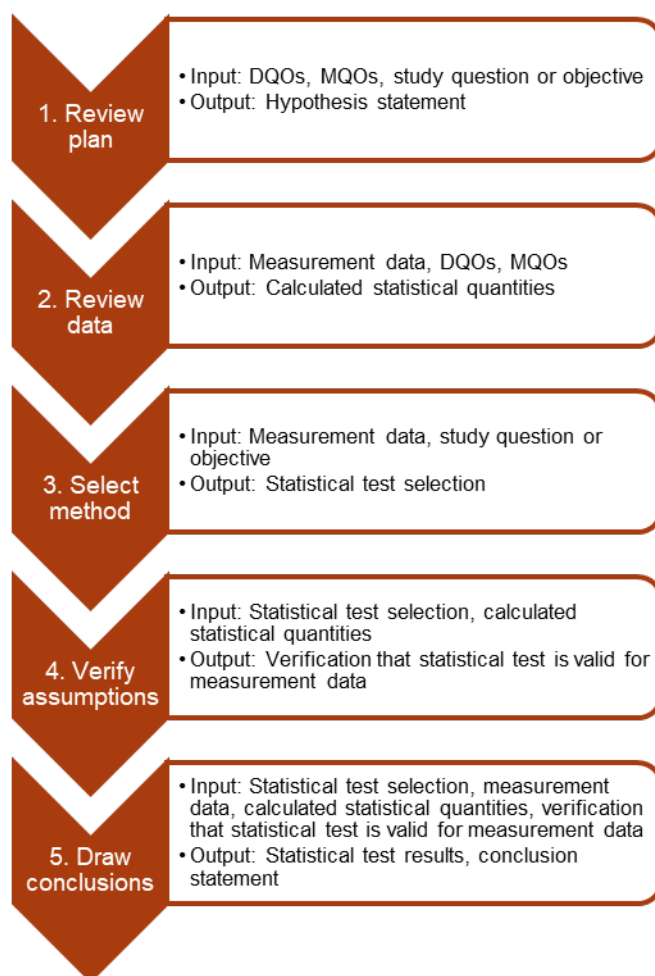 1. Review
plan
• Input: DQOs, MQOs, study question or objective
• Output: Hypothesis statement
2. Review
data
• Input: Measurement data, DQOs, MQOs
• Output: Calculated statistical quantities
3. Select
method
• Input: Measurement data, study question or
objective
• Output: Statistical test selection
4. Verify
assumptions
• Input: Statistical test selection, calculated
statistical quantities
• Output: Verification that statistical test is valid for
measurement data
5. Draw
conclusions
• Input: Statistical test selection, measurement
data, calculated statistical quantities, verification
that statistical test is valid for measurement data
• Output: Statistical test results, conclusion
statement